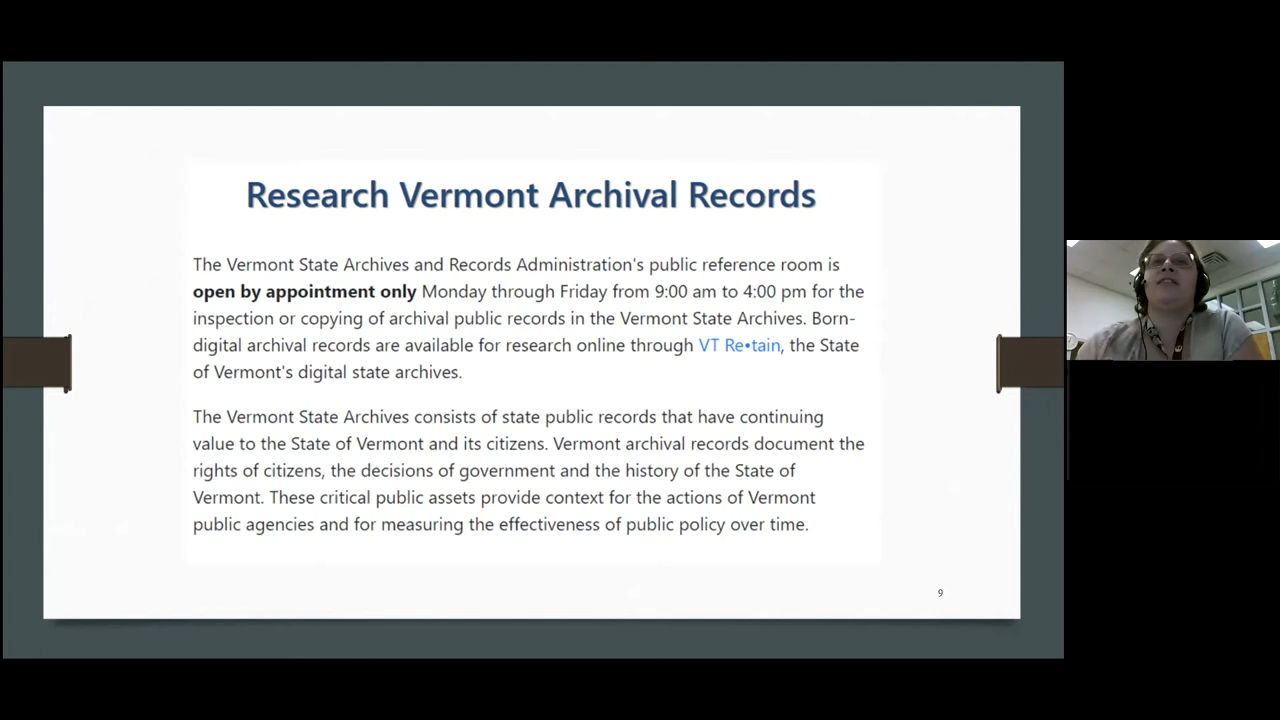 Research Vermont Archival Records
The Vermont State Archives and Records Administration's public reference room is
open by appointment only Monday through Friday from 9:00 am to 4:00 pm for the
inspection or copying of archival public records in the Vermont State Archives. Born-
digital archival records are available for research online through VT Re•tain, the State
of Vermont's digital state archives.
The Vermont State Archives consists of state public records that have continuing
value to the State of Vermont and its citizens. Vermont archival records document the
rights of citizens, the decisions of government and the history of the State of
Vermont. These critical public assets provide context for the actions of Vermont
public agencies and for measuring the effectiveness of public policy over time.
9